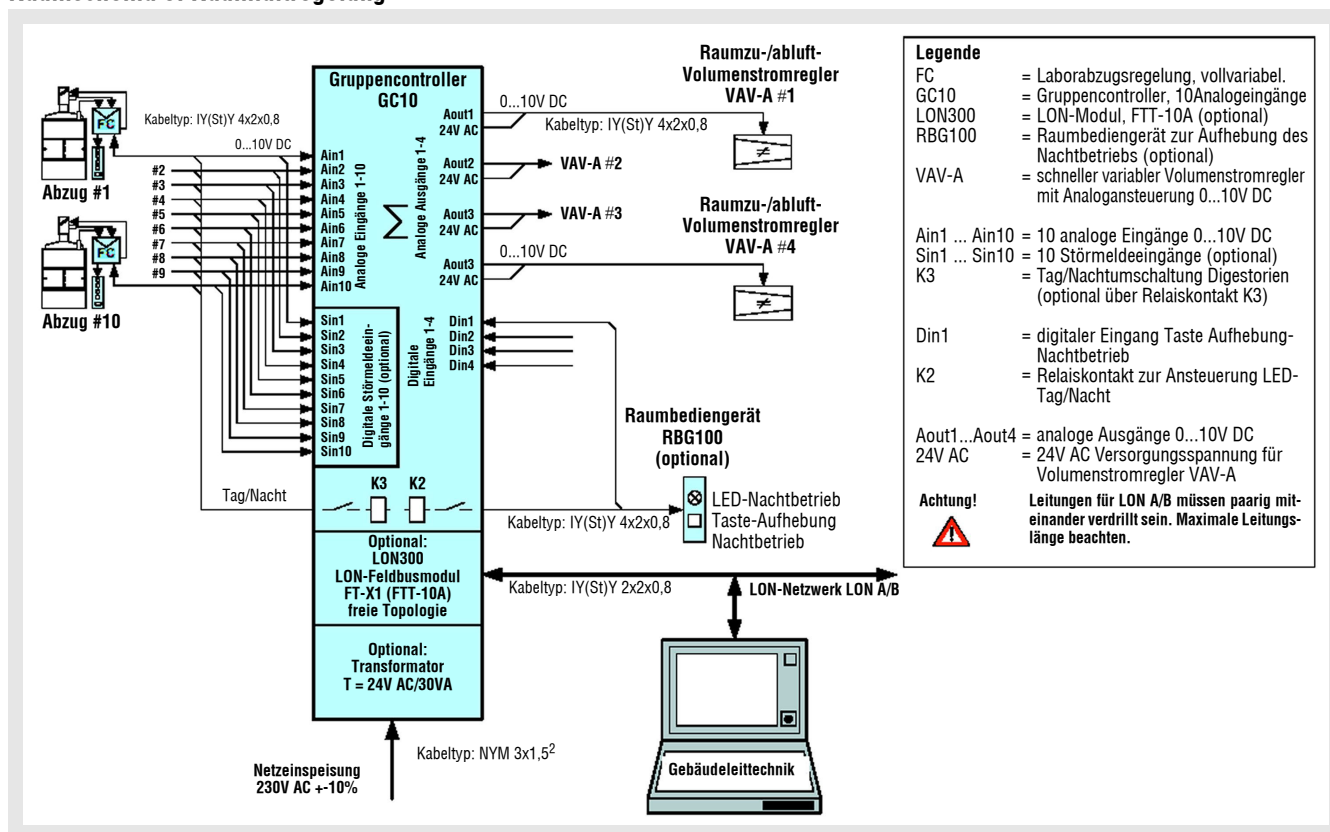 Gruppencontroller
GC10
Kabeltyp: IY(St)Y 4x2x0,8
0...10V DC
FC
Abzug #1
#2
#3
#4
#5
#6
#7
#8
#9
FC
Abzug #10
Ain1
Ain2
Ain3
Ain4
Ain5
Ain6
Ain7
Ain8
Ain9
Ain10
Analoge Eingänge 1-10
∑
Analoge Ausgänge 1-4
Aout1
24V AC
Aout2
24V AC
Aout3
24V AC
Aout3
24V AC
0...10V DC
Kabeltyp: IY(St)Y 4x2x0,8
Raumzu-/abluft-
Volumenstromregler
VAV-A #1
≠
VAV-A #2
VAV-A #3
Raumzu-/abluft-
Volumenstromregler
VAV-A #4
0...10V DC
≠
Sin1
Sin2
Sin3
Sin4
Sin5
Sin6
Sin7
Sin8
Sin9
Sin10
Digitale Störmeldeein-
gänge 1-10 (optional)
Digitale
Eingänge 1-4
Din1
Din2
Din3
Din4
Raumbediengerät
RBG100
(optional)
LED-Nachtbetrieb
Taste-Aufhebung
Nachtbetrieb
Tag/Nacht
K3 K2
Kabeltyp: IY(St)Y 4x2x0,8
Optional:
LON300
LON-Feldbusmodul
FT-X1 (FTT-10A)
freie Topologie
Kabeltyp: IY(St)Y 2x2x0,8
LON-Netzwerk LON A/B
Optional:
Transformator
T = 24V AC/30VA
Kabeltyp: NYM 3x1,5²
Netzeinspeisung
230V AC +-10%
Gebäudeleittechnik
Legende
FC = Laborabzugsregelung, vollvariabel.
GC10 = Gruppencontroller, 10Analogeingänge
LON300 = LON-Modul, FTT-10A (optional)
RBG100 = Raumbediengerät zur Aufhebung des
Nachtbetriebs (optional)
VAV-A = schneller variabler Volumenstromregler
mit Analogansteuerung 0...10V DC
Ain1 ... Ain10 = 10 analoge Eingänge 0...10V DC
Sin1 ... Sin10 = 10 Störmeldeeingänge (optional)
K3 = Tag/Nachtumschaltung Digestorien
(optional über Relaiskontakt K3)
Din1 = digitaler Eingang Taste Aufhebung-
Nachtbetrieb
K2 = Relaiskontakt zur Ansteuerung LED-
Tag/Nacht
Aout1...Aout4 = analoge Ausgänge 0...10V DC
24V AC = 24V AC Versorgungsspannung für
Volumenstromregler VAV-A
Achtung! Leitungen für LON A/B müssen paarig mit-
einander verdrillt sein. Maximale Leitungs-
länge beachten.